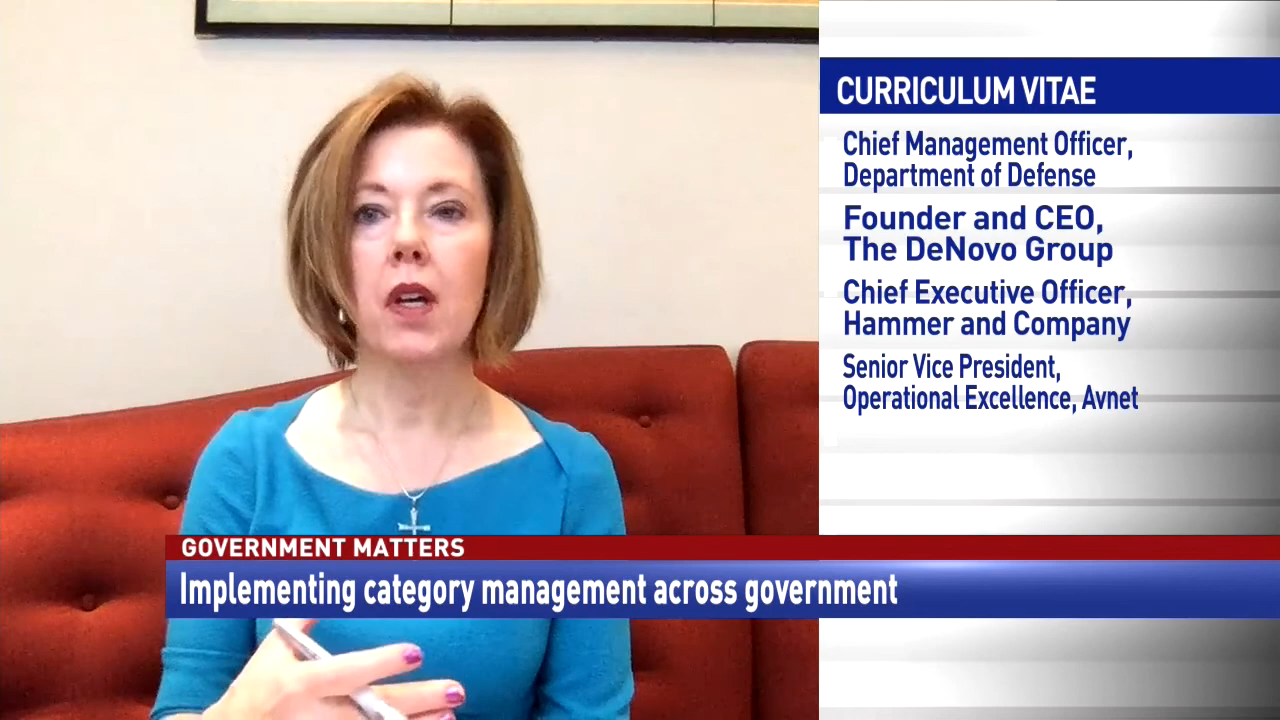 CURRICULUM VITAE
Chief Management Officer,
Department of Defense
Founder and CEO,
The DeNovo Group
Chief Executive Officer,
Hammer and Company
Senior Vice President,
Operational Excellence, Avnet
GOVERNMENT MATTERS
Implementing category management across government